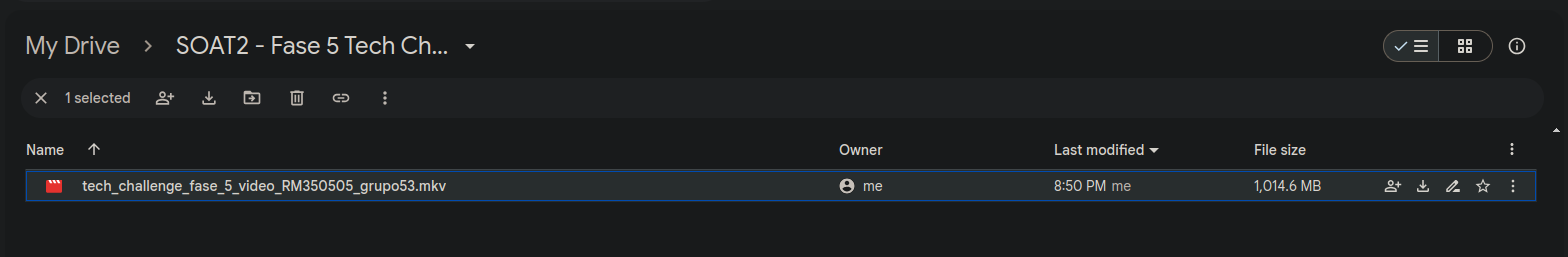 My Drive > SOAT2 - Fase 5 Tech Ch...
1 selected
Name Owner Last modified File size
tech_challenge_fase_5_video_RM350505_grupo53.mkv me 8:50 PM me 1,014.6 MB